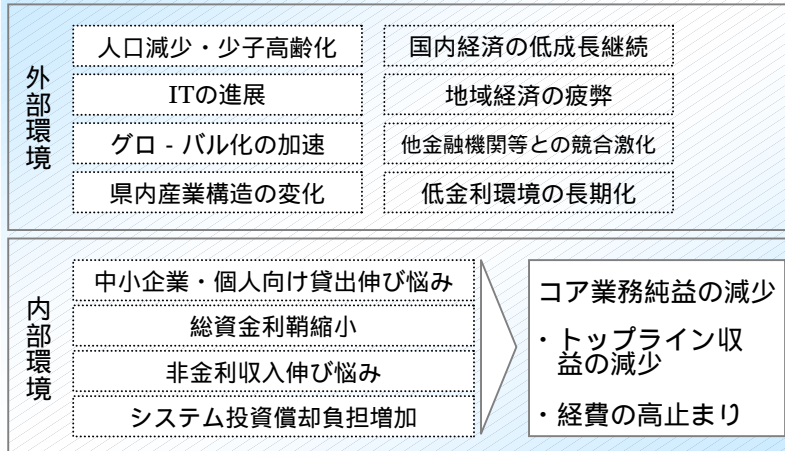 外部環境
人口減少・少子高齢化
国内経済の低成長継続
ITの進展
地域経済の疲弊
グロ‐バル化の加速
他金融機関等との競合激化
県内産業構造の変化
低金利環境の長期化
内部環境
中小企業・個人向け貸出伸び悩み
総資金利鞘縮小
非金利収入伸び悩み
システム投資償却負担増加
コア業務純益の減少
・トップライン収
益の減少
・経費の高止まり